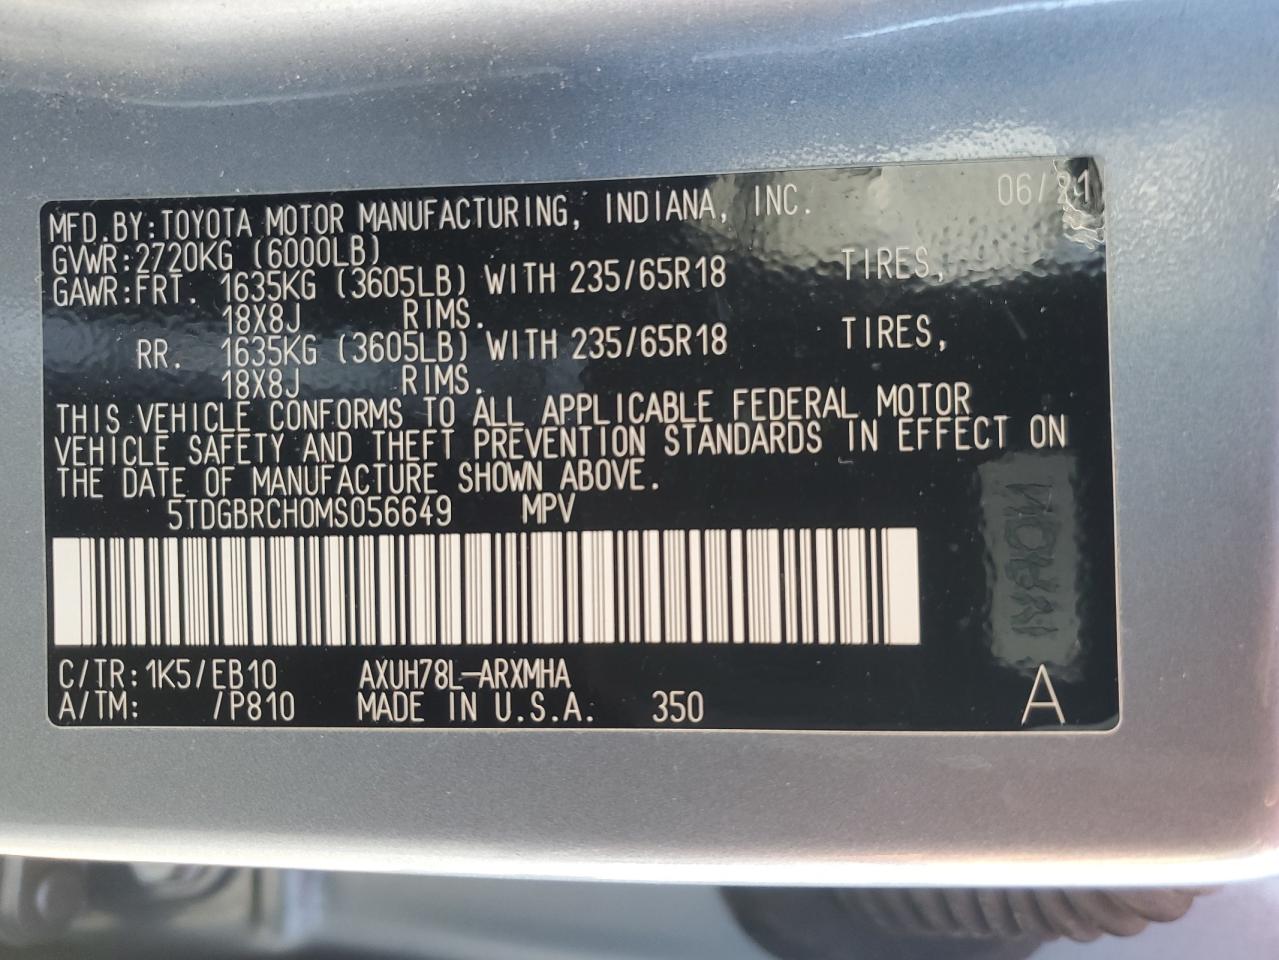 MFD.BY:TOYOTA MOTOR MANUFACTURING, INDIANA, INC. 06/21
GVWR:2720KG (6000LB)
GAWR:FRT. 1635KG (3605LB) WITH 235/65R18 TIRES,
18X8J RIMS.
RR. 1635KG (3605LB) WITH 235/65R18 TIRES,
18X8J RIMS.
THIS VEHICLE CONFORMS TO ALL APPLICABLE FEDERAL MOTOR
VEHICLE SAFETY AND THEFT PREVENTION STANDARDS IN EFFECT ON
THE DATE OF MANUFACTURE SHOWN ABOVE.
5TDGBRCH0MS056649 MPV
C/TR:1K5/EB10 AXUH78L-ARXMHA
A/TM: /P810 MADE IN U.S.A. 350
A